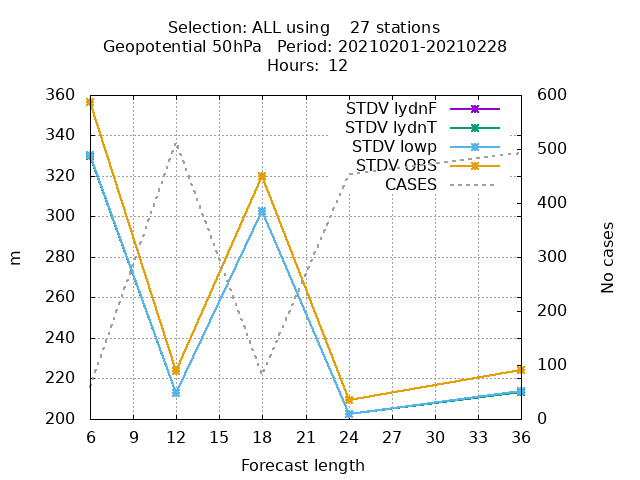 Selection: ALL using    27 stations
Geopotential 50hPa   Period: 20210201-20210228
Hours:  12
360
340
320
300
280
260
240
220
200
600
500
400
300
200
100
0
STDV lydnF
STDV lydnT
STDV lowp
STDV OBS
CASES
m
No cases
6 9 12 15 18 21 24 27 30 33 36
Forecast length